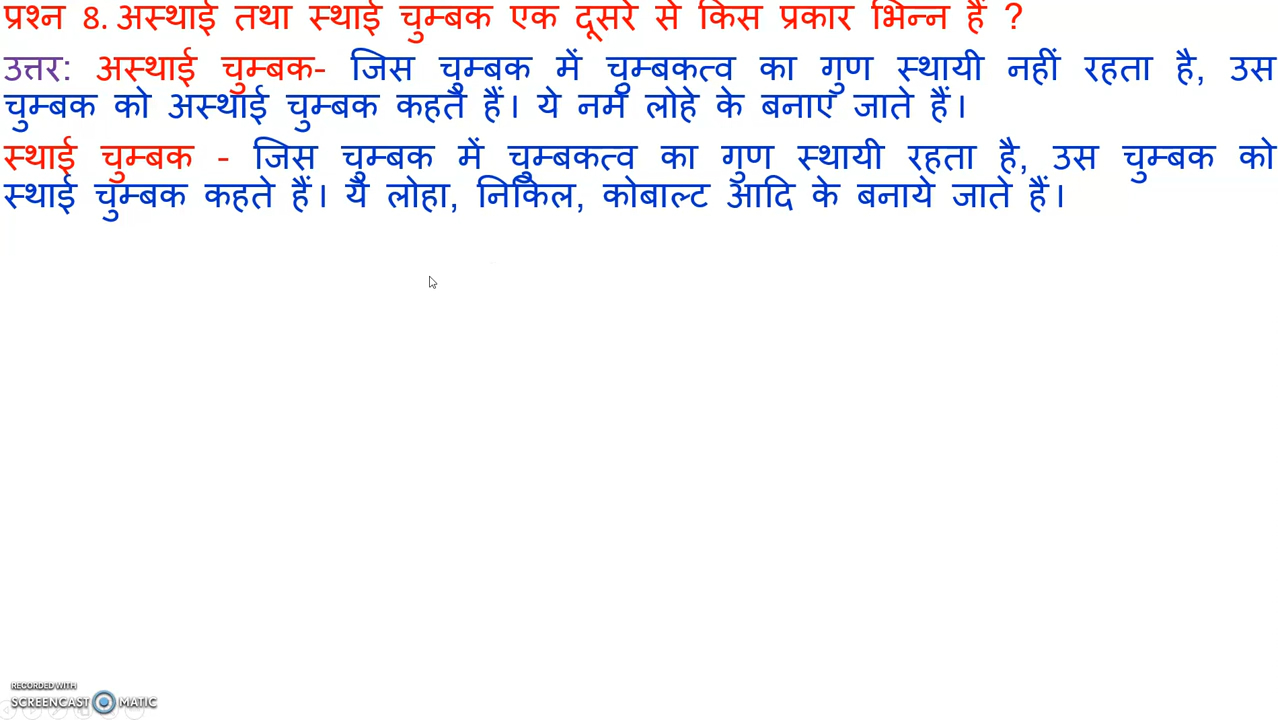 प्रश्न 8. अस्थाई तथा स्थाई चुम्बक एक दूसरे से किस प्रकार भिन्न हैं ?
उत्तर: अस्थाई चुम्बक- जिस चुम्बक में चुम्बकत्व का गुण स्थायी नहीं रहता है, उस
चुम्बक को अस्थाई चुम्बक कहते हैं। ये नर्म लोहे के बनाए जाते हैं।
स्थाई चुम्बक - जिस चुम्बक में चुम्बकत्व का गुण स्थायी रहता है, उस चुम्बक को
स्थाई चुम्बक कहते हैं। ये लोहा, निकिल, कोबाल्ट आदि के बनाये जाते हैं।
RECORDED WITH
SCREENCAST MATIC